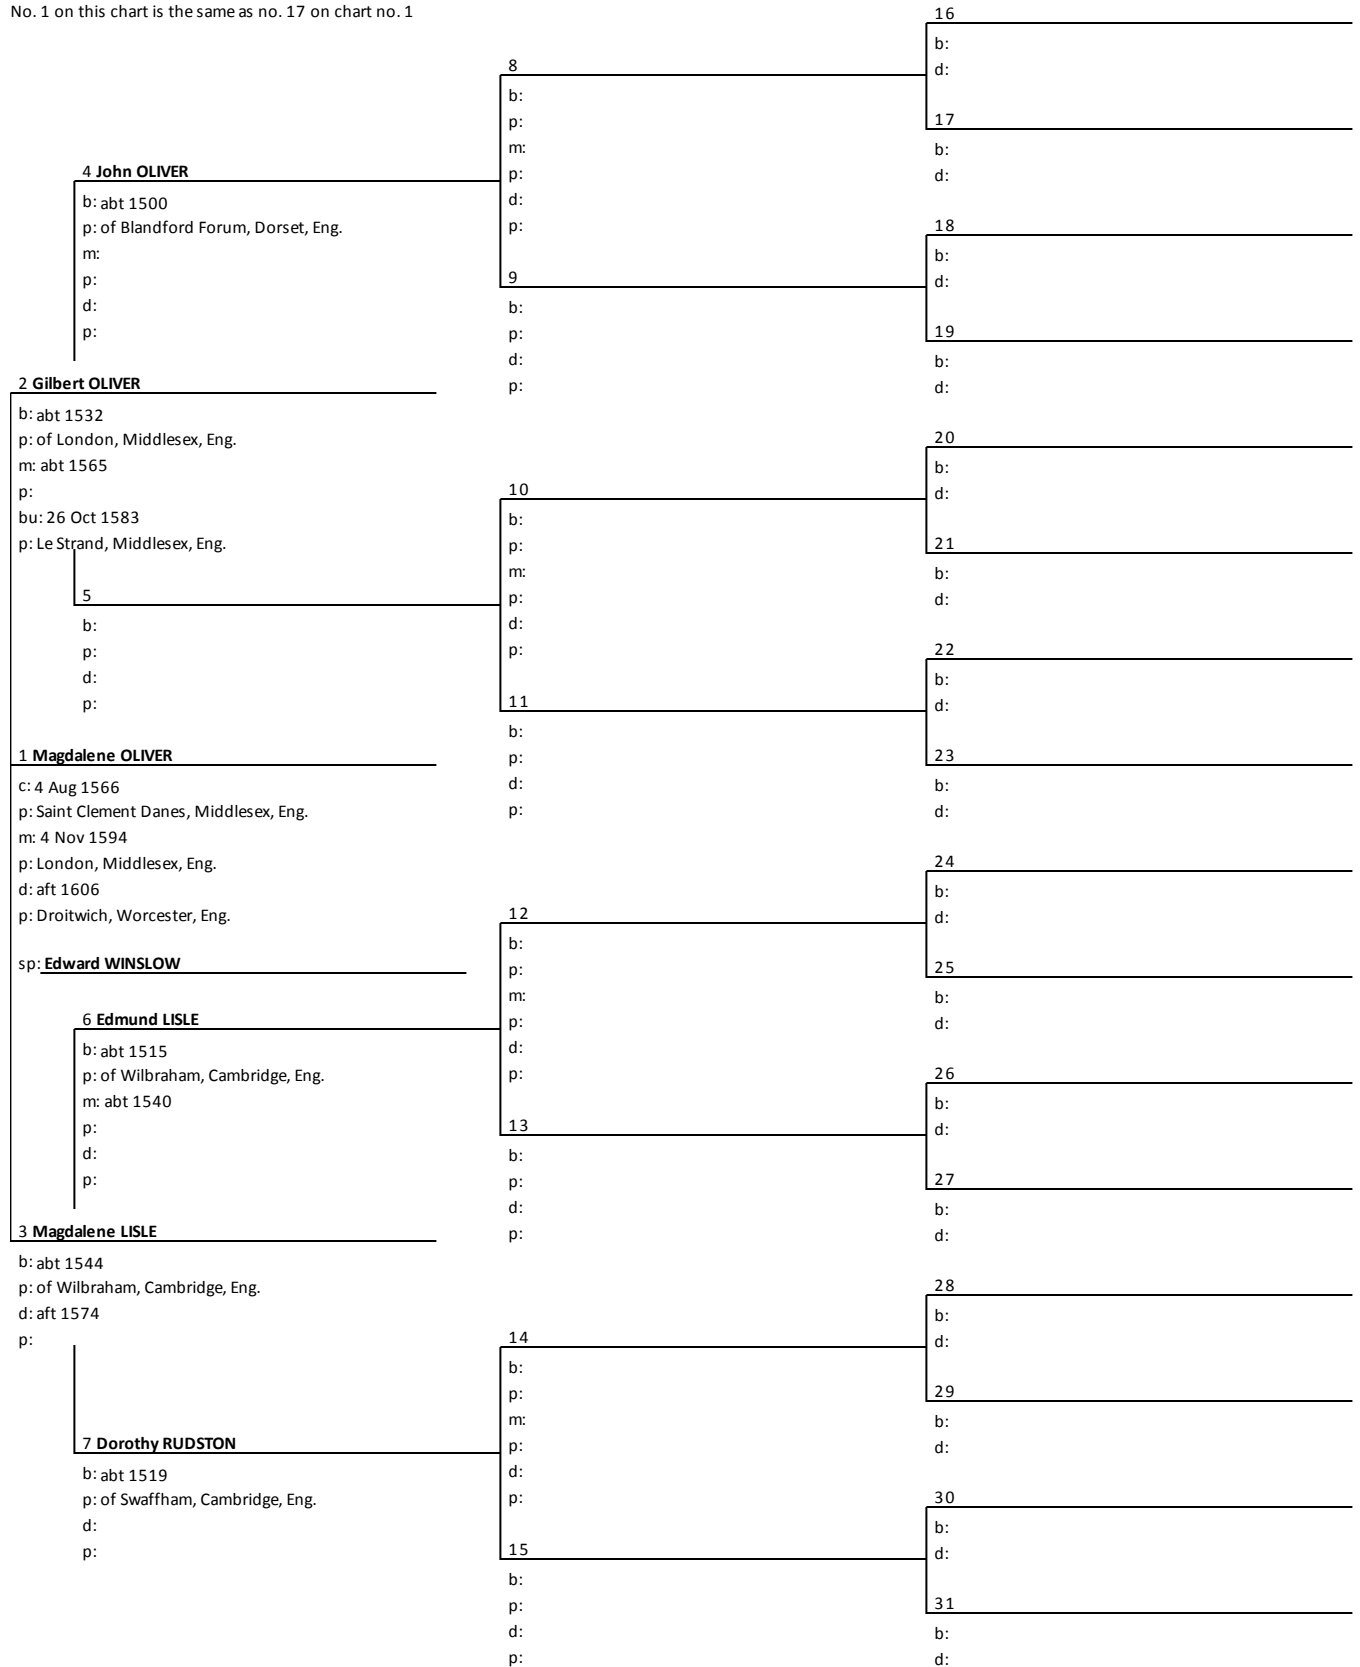 No. 1 on this chart is the same as no. 17 on chart no. 1
4 John OLIVER
b: abt 1500
p: of Blandford Forum, Dorset, Eng.
m:
p:
d:
p:
2 Gilbert OLIVER
b: abt 1532
p: of London, Middlesex, Eng.
m: abt 1565
p:
bu: 26 Oct 1583
p: Le Strand, Middlesex, Eng.
5
b:
p:
d:
p:
1 Magdalene OLIVER
c: 4 Aug 1566
p: Saint Clement Danes, Middlesex, Eng.
m: 4 Nov 1594
p: London, Middlesex, Eng.
d: aft 1606
p: Droitwich, Worcester, Eng.
sp: Edward WINSLOW
6 Edmund LISLE
b: abt 1515
p: of Wilbraham, Cambridge, Eng.
m: abt 1540
p:
d:
p:
3 Magdalene LISLE
b: abt 1544
p: of Wilbraham, Cambridge, Eng.
d: aft 1574
p:
7 Dorothy RUDSTON
b: abt 1519
p: of Swaffham, Cambridge, Eng.
d:
p:
8
b:
p:
m:
p:
d:
p:
9
b:
p:
d:
p:
10
b:
p:
m:
p:
d:
p:
11
b:
p:
d:
p:
12
b:
p:
m:
p:
d:
p:
13
b:
p:
d:
p:
14
b:
p:
m:
p:
d:
p:
15
b:
p:
d:
p:
16
b:
d:
17
b:
d:
18
b:
d:
19
b:
d:
20
b:
d:
21
b:
d:
22
b:
d:
23
b:
d:
24
b:
d:
25
b:
d:
26
b:
d:
27
b:
d:
28
b:
d:
29
b:
d:
30
b:
d:
31
b:
d: